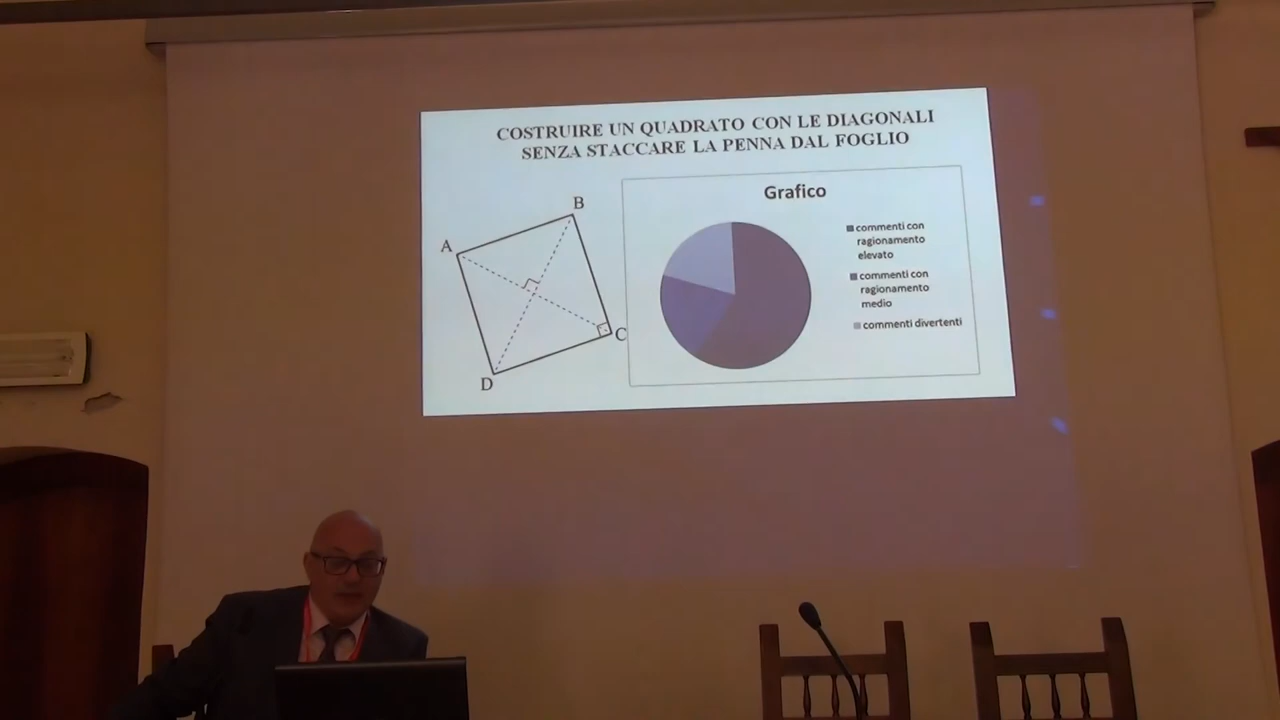 COSTRUIRE UN QUADRATO CON LE DIAGONALI
SENZA STACCARE LA PENNA DAL FOGLIO
B
A
C
D
Grafico
commenti con
ragionamento
elevato
commenti con
ragionamento
medio
commenti divertenti